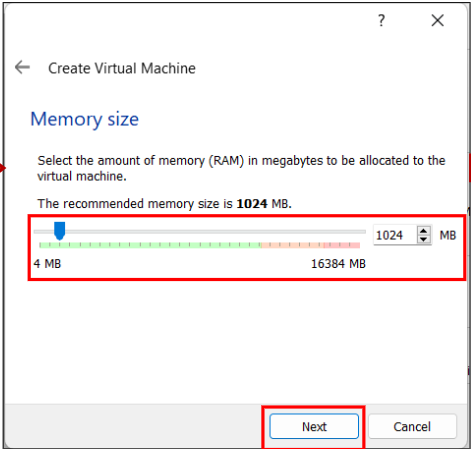 ?
Create Virtual Machine
Memory size
Select the amount of memory (RAM) in megabytes to be allocated to the
virtual machine.
The recommended memory size is 1024 MB.
1024 MB
4 MB 16384 MB
Next Cancel